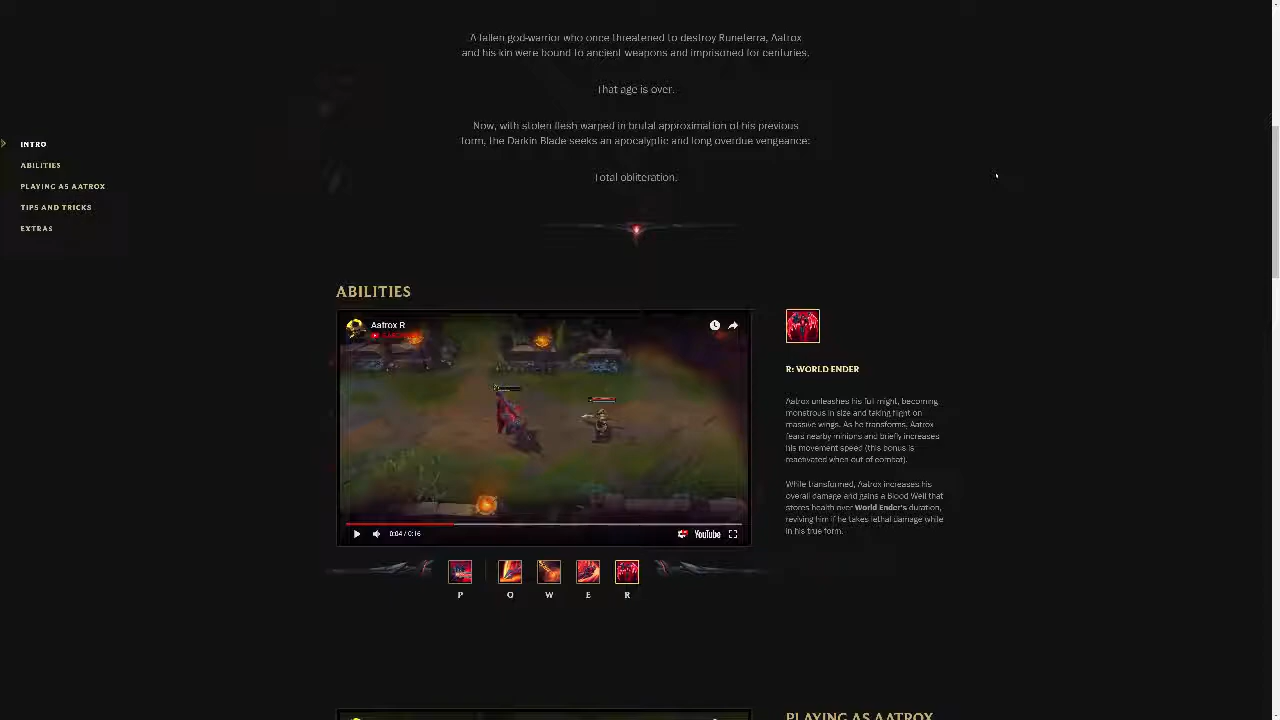 A fallen god-warrior who once threatened to destroy Runeterra, Aatrox
and his kin were bound to ancient weapons and imprisoned for centuries.
That age is over.
Now, with stolen flesh warped in brutal approximation of his previous
form, the Darkin Blade seeks an apocalyptic and long overdue vengeance:
Total obliteration.
INTRO
ABILITIES
PLAYING AS AATROX
TIPS AND TRICKS
EXTRAS
ABILITIES
Aatrox R
0:04 / 0:16
YouTube
P
Q
W
E
R
R: WORLD ENDER
Aatrox unleashes his full might, becoming
monstrous in size and taking flight on
massive wings. As he transforms, Aatrox
fears nearby minions and briefly increases
his movement speed (this bonus is
reactivated when out of combat).
While transformed, Aatrox increases his
overall damage and gains a Blood Well that
stores health over World Ender's duration,
reviving him if he takes lethal damage while
in his true form.
PLAYING AS AATROX